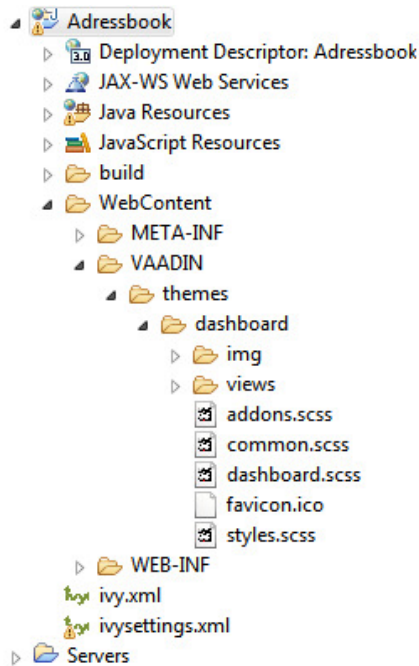 Adressbook
3.0 Deployment Descriptor: Adressbook
JAX-WS Web Services
Java Resources
JavaScript Resources
build
WebContent
META-INF
VAADIN
themes
dashboard
img
views
addons.scss
common.scss
dashboard.scss
favicon.ico
styles.scss
WEB-INF
ivy.xml
ivysettings.xml
Servers